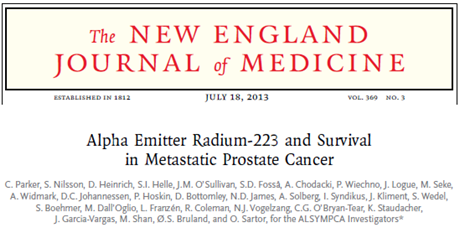 The NEW ENGLAND
JOURNAL of MEDICINE
ESTABLISHED IN 1812 JULY 18, 2013 VOL. 369 NO. 3
Alpha Emitter Radium-223 and Survival
in Metastatic Prostate Cancer
C. Parker, S. Nilsson, D. Heinrich, S.I. Helle, J.M. O'Sullivan, S.D. Fosså, A. Chodacki, P. Wiechno, J. Logue, M. Seke,
A. Widmark, D.C. Johannessen, P. Hoskin, D. Bottomley, N.D. James, A. Solberg, I. Syndikus, J. Kliment, S. Wedel,
S. Boehmer, M. Dall'Oglio, L. Franzén, R. Coleman, N.J. Vogelzang, C.G. O'Bryan-Tear, K. Staudacher,
J. Garcia-Vargas, M. Shan, Ø.S. Bruland, and O. Sartor, for the ALSYMPCA Investigators*